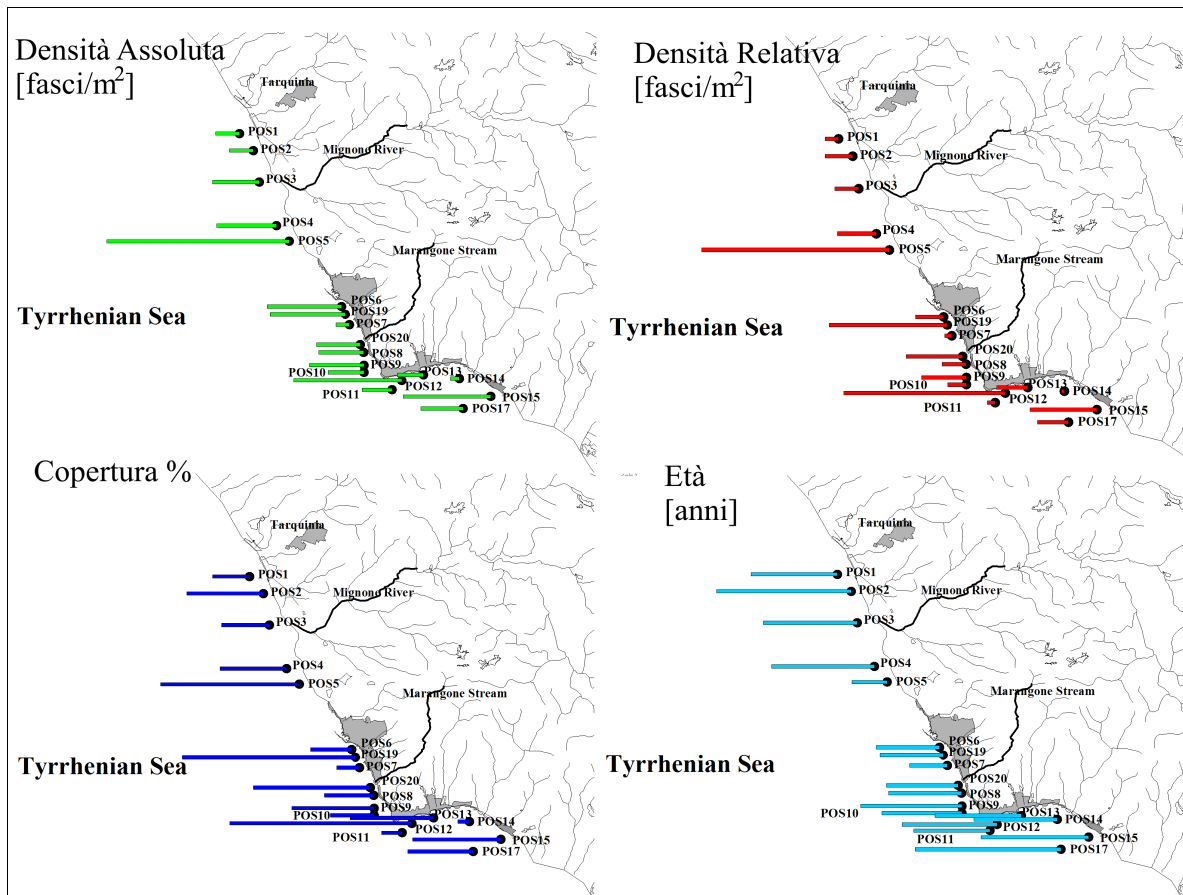 Densità Assoluta
[fasci/m²]
Tarquinia
POS1
POS2
Mignono River
POS3
POS4
POS5
Marangone Stream
Tyrrhenian Sea
POS6
POS19
POS7
POS20
POS8
POS9
POS10
POS13
POS14
POS12
POS11
POS15
POS17
Densità Relativa
[fasci/m²]
Tarquinia
POS1
POS2
Mignono River
POS3
POS4
POS5
Marangone Stream
Tyrrhenian Sea
POS6
POS19
POS7
POS20
POS8
POS9
POS10
POS13
POS14
POS12
POS11
POS15
POS17
Copertura %
Tarquinia
POS1
POS2
Mignono River
POS3
POS4
POS5
Marangone Stream
Tyrrhenian Sea
POS6
POS19
POS7
POS20
POS8
POS9
POS10
POS13
POS14
POS12
POS11
POS15
POS17
Età
[anni]
Tarquinia
POS1
POS2
Mignono River
POS3
POS4
POS5
Marangone Stream
Tyrrhenian Sea
POS6
POS19
POS7
POS20
POS8
POS9
POS10
POS13
POS14
POS12
POS11
POS15
POS17